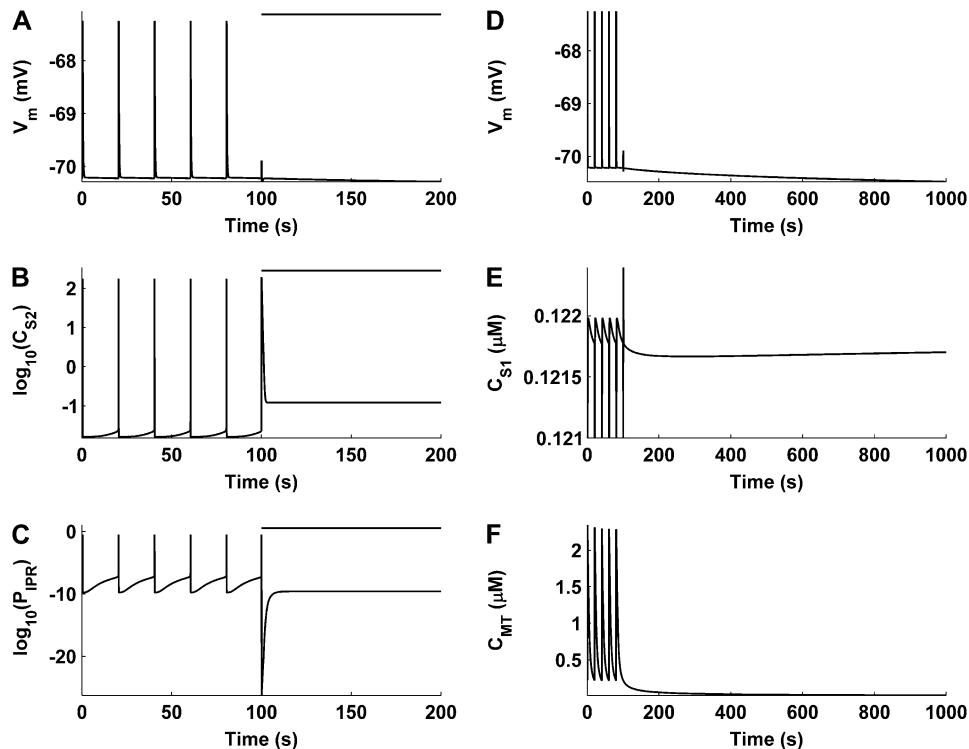 A
V_m (mV)
-68
-69
-70
0 50 100 150 200
Time (s)
D
V_m (mV)
-68
-69
-70
0 200 400 600 800 1000
Time (s)
B
log_10(C_S2)
2
1
0
-1
0 50 100 150 200
Time (s)
E
C_S1 (μM)
0.122
0.1215
0.121
0 200 400 600 800 1000
Time (s)
C
log_10(P_IPR)
0
-10
-20
0 50 100 150 200
Time (s)
F
C_MT (μM)
2
1.5
1
0.5
0 200 400 600 800 1000
Time (s)